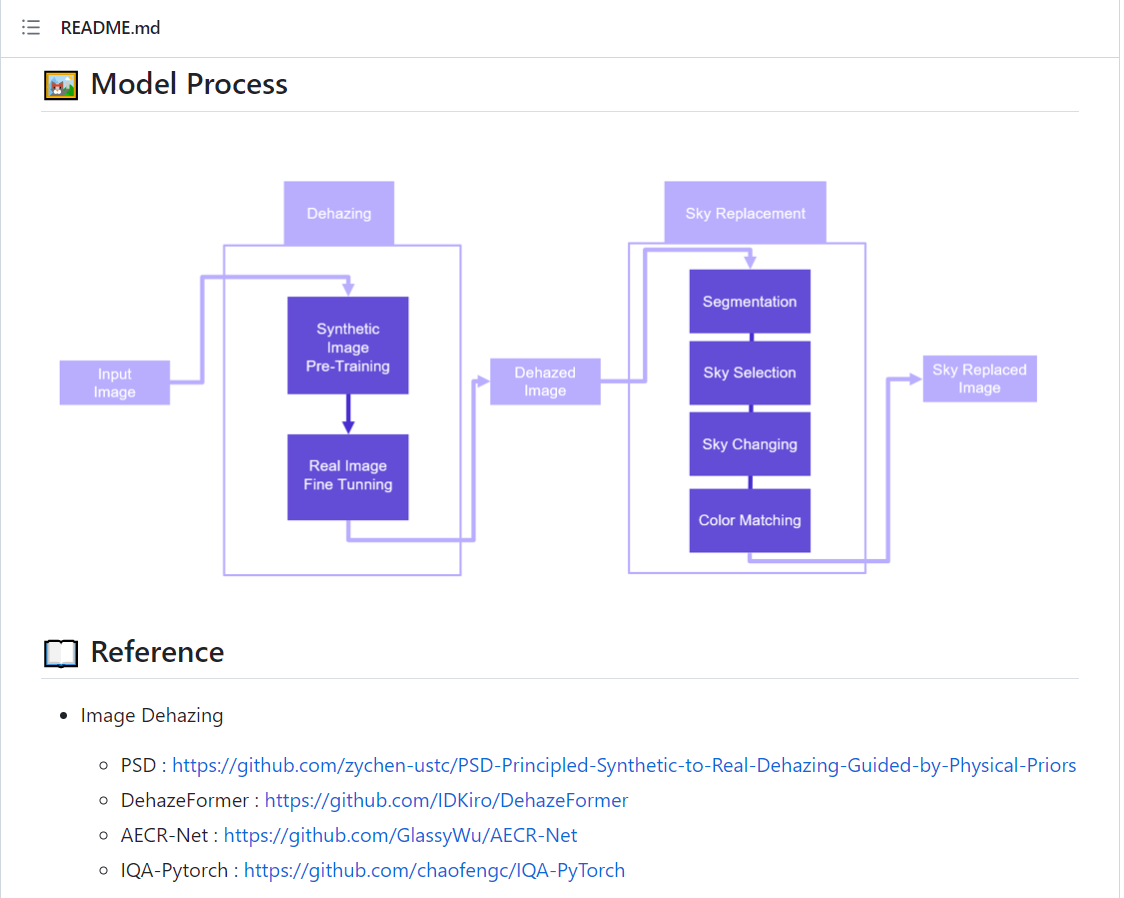 README.md
Model Process
Dehazing
Sky Replacement
Input
Image
Synthetic
Image
Pre-Training
Real Image
Fine Tunning
Dehazed
Image
Segmentation
Sky Selection
Sky Changing
Color Matching
Sky Replaced
Image
Reference
Image Dehazing
PSD : https://github.com/zychen-ustc/PSD-Principled-Synthetic-to-Real-Dehazing-Guided-by-Physical-Priors
DehazeFormer : https://github.com/IDKiro/DehazeFormer
AECR-Net : https://github.com/GlassyWu/AECR-Net
IQA-Pytorch : https://github.com/chaofengc/IQA-PyTorch